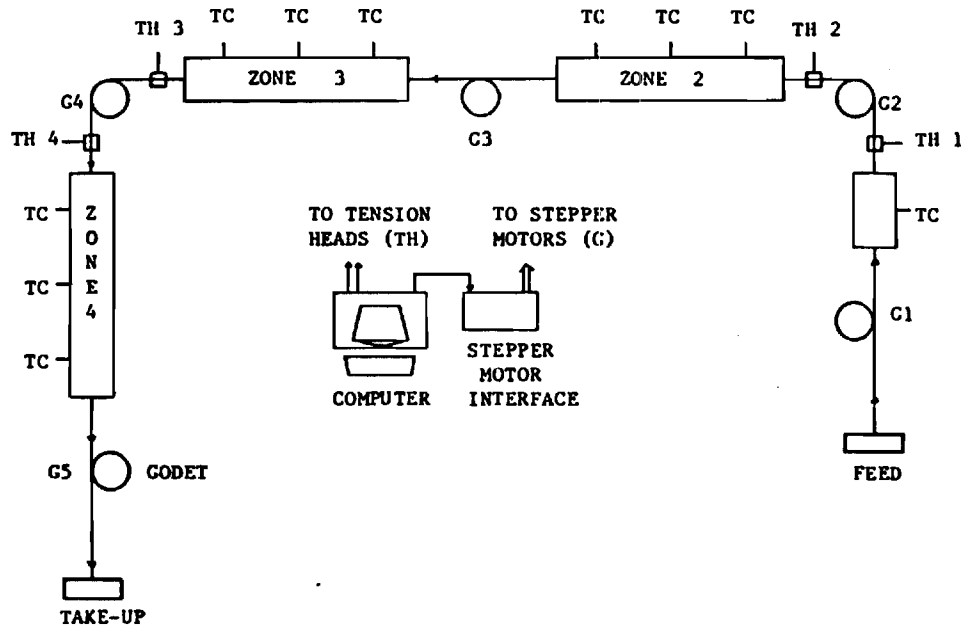 TC TC TC TC TC TC
TH 3 TH 2
ZONE 3 ZONE 2
G4 G3 G2
TH 4 TH 1
TC
TC
TC
ZONE 4
TC
TO TENSION
HEADS (TH)
TO STEPPER
MOTORS (G)
G1
COMPUTER
STEPPER
MOTOR
INTERFACE
FEED
G5 GODET
TAKE-UP